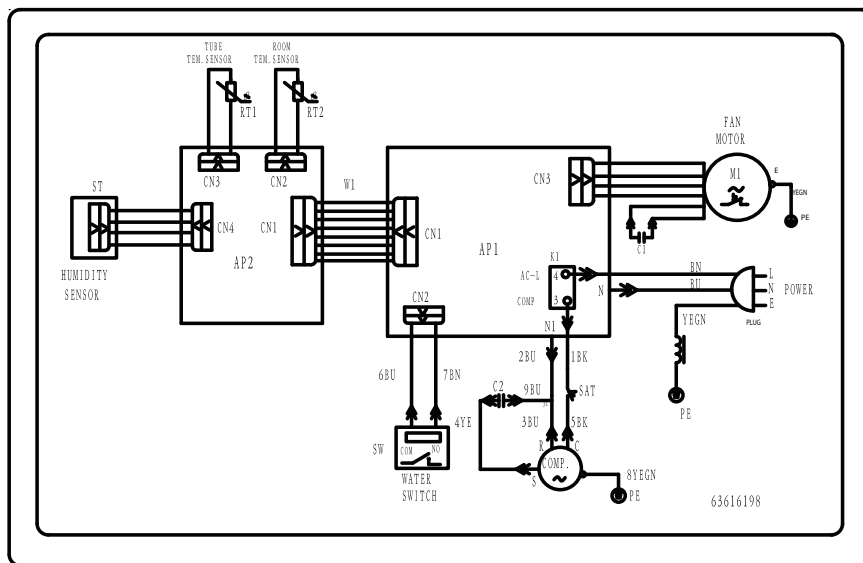 TUBE
TEM.SENSOR
ROOM
TEM.SENSOR
RT1
RT2
FAN
MOTOR
CN3
CN2
W1
CN3
M1
E
YEGN
PE
ST
CN4
CN1
CN1
C1
HUMIDITY
SENSOR
AP2
AP1
K1
AC-L
4
COMP
3
BN
BU
L
N
E
POWER
N
CN2
YEGN
PLUG
N1
2BU
1BK
6BU
7BN
C2
9BU
SAT
4YE
3BU
5BK
PE
SW
COM
NO
R
C
COMP.
S
WATER
SWITCH
8YEGN
PE
63616198